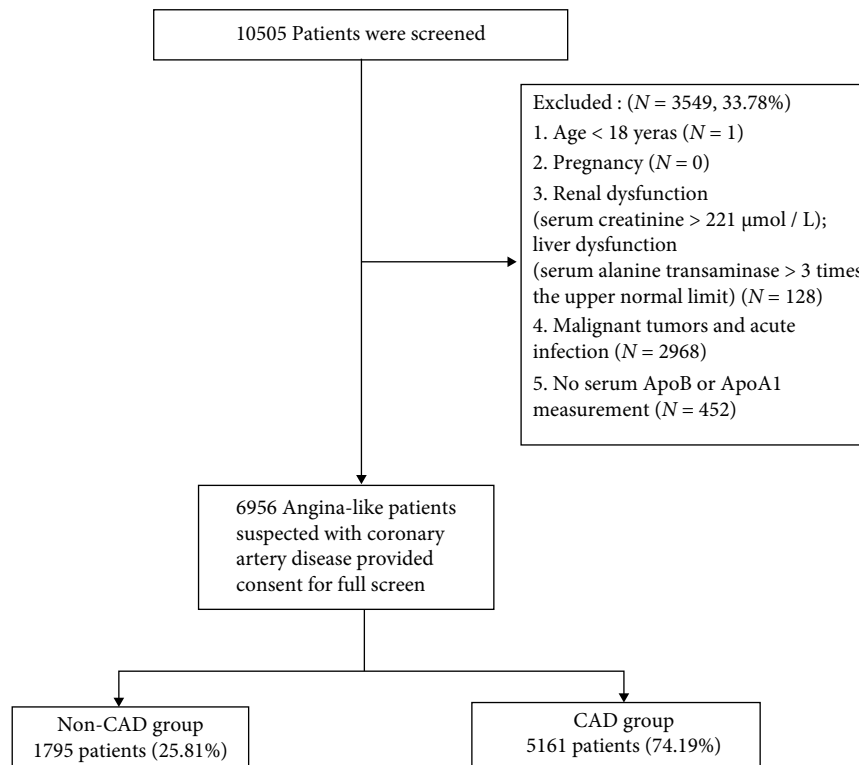 10505 Patients were screened
Excluded : (N = 3549, 33.78%)
1. Age < 18 yeras (N = 1)
2. Pregnancy (N = 0)
3. Renal dysfunction
(serum creatinine > 221 μmol / L);
liver dysfunction
(serum alanine transaminase > 3 times
the upper normal limit) (N = 128)
4. Malignant tumors and acute
infection (N = 2968)
5. No serum ApoB or ApoA1
measurement (N = 452)
6956 Angina-like patients
suspected with coronary
artery disease provided
consent for full screen
Non-CAD group
1795 patients (25.81%)
CAD group
5161 patients (74.19%)